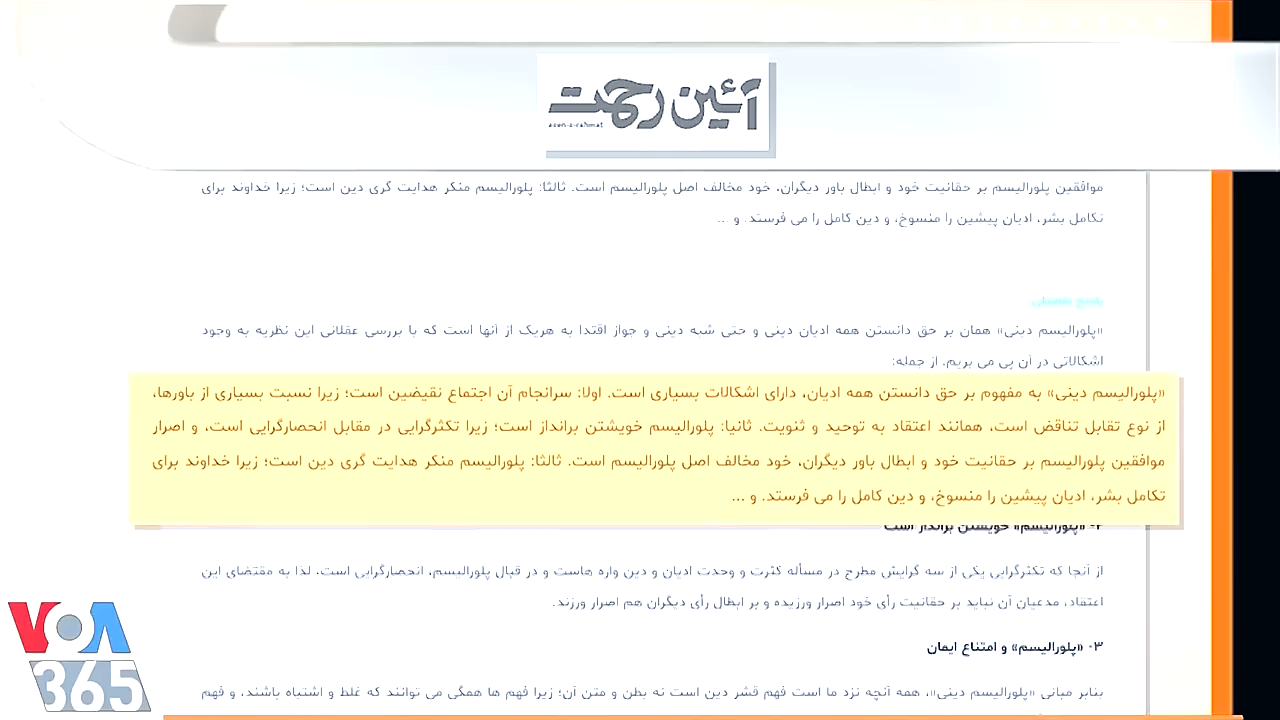 آئین رحمت
aeen-e-rahmat
موافقین پلورالیسم بر حقانیت خود و ابطال باور دیگران، خود مخالف اصل پلورالیسم است. ثالثا: پلورالیسم منکر هدایت گری دین است؛ زیرا خداوند برای
تکامل بشر، ادیان پیشین را منسوخ، و دین کامل را می فرستد. و ...
پاسخ تفصیلی
«پلورالیسم دینی» همان بر حق دانستن همه ادیان دینی و حتی شبه دینی و جواز اقتدا به هریک از آنها است که با بررسی عقلانی این نظریه به وجود
اشکالاتی در آن پی می بریم. از جمله:
«پلورالیسم دینی» به مفهوم بر حق دانستن همه ادیان، دارای اشکالات بسیاری است. اولا: سرانجام آن اجتماع نقیضین است؛ زیرا نسبت بسیاری از باورها،
از نوع تقابل تناقض است، همانند اعتقاد به توحید و ثنویت. ثانیا: پلورالیسم خویشتن برانداز است؛ زیرا تکثرگرایی در مقابل انحصارگرایی است، و اصرار
موافقین پلورالیسم بر حقانیت خود و ابطال باور دیگران، خود مخالف اصل پلورالیسم است. ثالثا: پلورالیسم منکر هدایت گری دین است؛ زیرا خداوند برای
تکامل بشر، ادیان پیشین را منسوخ، و دین کامل را می فرستد. و ...
۲- «پلورالیسم» خویشتن برانداز است
از آنجا که تکثرگرایی یکی از سه گرایش مطرح در مسأله کثرت و وحدت ادیان و دین واره هاست و در قبال پلورالیسم، انحصارگرایی است، لذا به مقتضای این
اعتقاد، مدعیان آن نباید بر حقانیت رأی خود اصرار ورزیده و بر ابطال رأی دیگران هم اصرار ورزند.
۳- «پلورالیسم» و امتناع ایمان
بنابر مبانی «پلورالیسم دینی»، همه آنچه نزد ما است فهم قشر دین است نه بطن و متن آن؛ زیرا فهم ها همگی می توانند که غلط و اشتباه باشند، و فهم
VOA
365